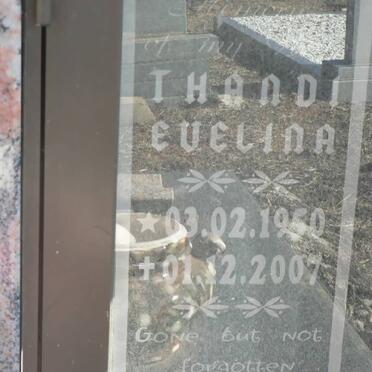 of my
THANDI
EVELINA
★03.02.1960
✝01.12.2007
Gone but not
forgotten